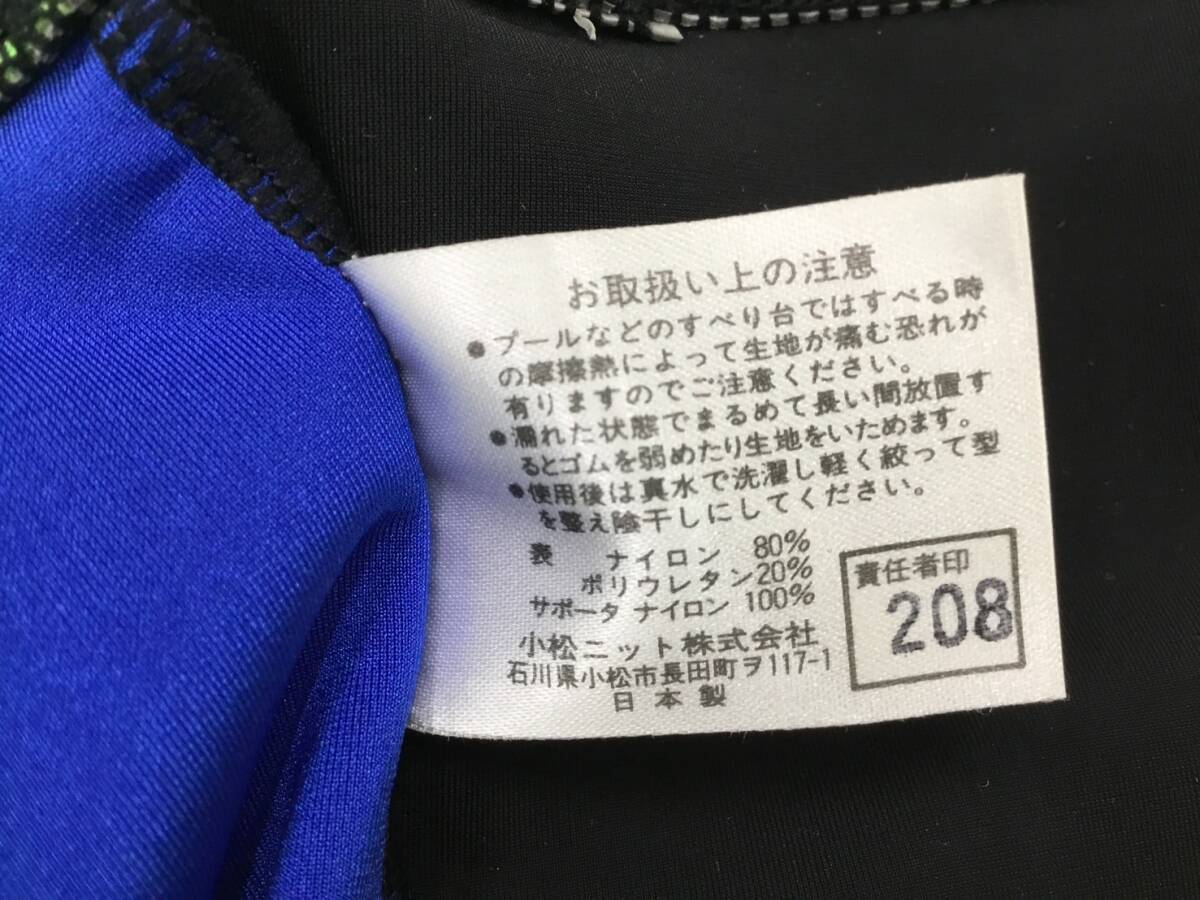 お取扱い上の注意
●プールなどのすべり台ではすべる時
の摩擦熱によって生地が痛む恐れが
有りますのでご注意ください。
●濡れた状態でまるめて長い間放置す
るとゴムを弱めたり生地をいためます。
●使用後は真水で洗濯し軽く絞って型
を整え陰干しにしてください。
表 ナイロン 80%
ポリウレタン20%
サポータ ナイロン 100%
小松ニット株式会社
石川県小松市長田町ヲ117-1
日本製
責任者印
208